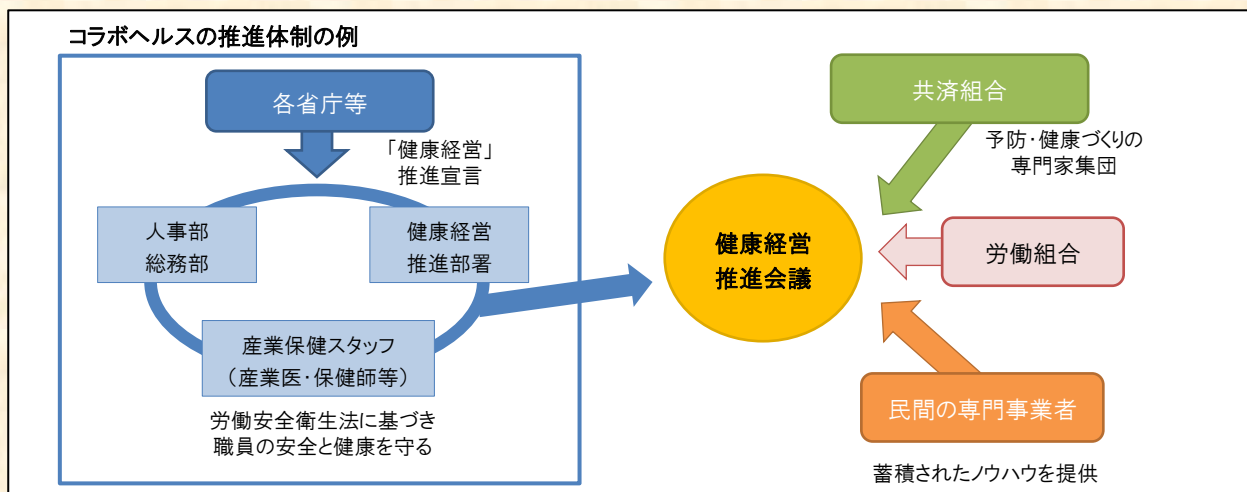 コラボヘルスの推進体制の例
各省庁等
「健康経営」
推進宣言
人事部
総務部
健康経営
推進部署
産業保健スタッフ
（産業医・保健師等）
労働安全衛生法に基づき
職員の安全と健康を守る
健康経営
推進会議
共済組合
予防・健康づくりの
専門家集団
労働組合
民間の専門事業者
蓄積されたノウハウを提供